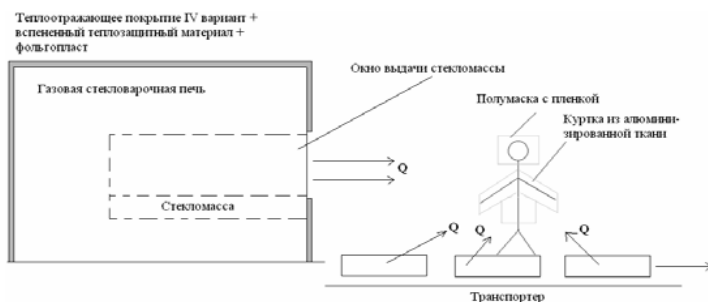 Теплоотражающее покрытие IV вариант +
вспененный теплозащитный материал +
фольгопласт
Газовая стекловарочная печь
Окно выдачи стекломассы
Полумаска с пленкой
Куртка из алюмини-
зированной ткани
Q
Стекломасса
Q
Q
Q
Транспортер